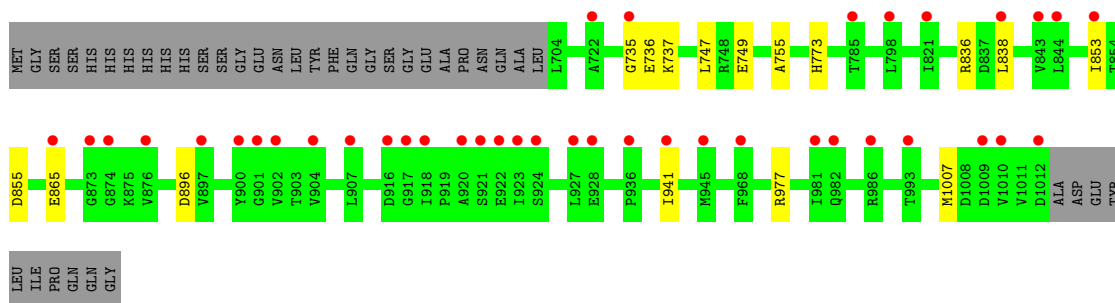 MET GLY SER SER HIS HIS HIS HIS HIS HIS SER SER GLY GLU ASN LEU TYR PHE GLN GLY SER GLY GLU ALA PRO ASN GLN ALA LEU L704 A722 G735 E736 K737 L747 R748 E749 A755 H773 T785 L798 I821 R836 D837 L838 V843 L844 I853 T854
D855 E865 G873 G874 K875 V876 D896 V897 Y900 G901 V902 T903 V904 L907 D916 G917 I918 P919 A920 S921 E922 I923 S924 L927 E928 P936 I941 M945 F968 R977 I981 Q982 R986 T993 M1007 D1008 D1009 V1010 V1011 D1012 ALA ASP GLU TYR
LEU ILE PRO GLN GLN GLY